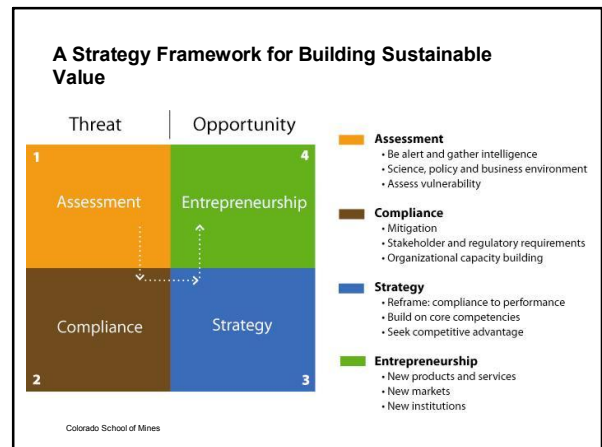 A Strategy Framework for Building Sustainable
Value
Threat
Opportunity
1
4
Assessment
Entrepreneurship
Compliance
Strategy
2
3
Assessment
• Be alert and gather intelligence
• Science, policy and business environment
• Assess vulnerability
Compliance
• Mitigation
• Stakeholder and regulatory requirements
• Organizational capacity building
Strategy
• Reframe: compliance to performance
• Build on core competencies
• Seek competitive advantage
Entrepreneurship
• New products and services
• New markets
• New institutions
Colorado School of Mines